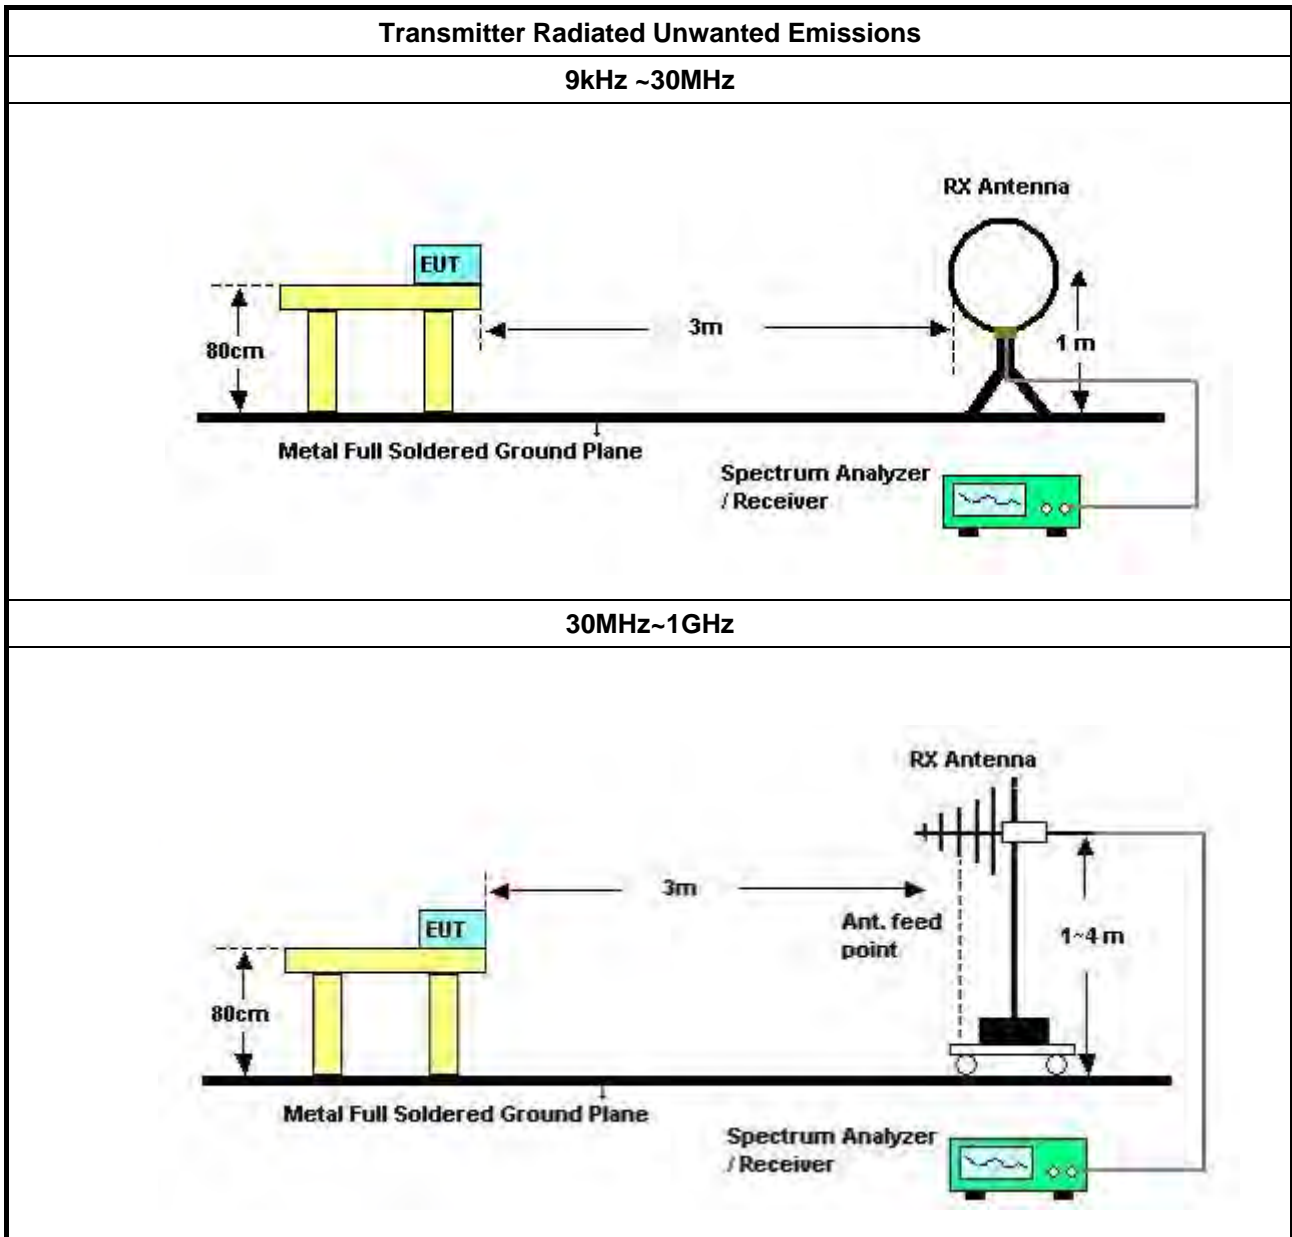 Transmitter Radiated Unwanted Emissions
9kHz ~30MHz
RX Antenna
EUT
3m
80cm
1 m
Metal Full Soldered Ground Plane
Spectrum Analyzer
/ Receiver
30MHz~1GHz
RX Antenna
3m
EUT
Ant. feed
point
1~4 m
80cm
Metal Full Soldered Ground Plane
Spectrum Analyzer
/ Receiver